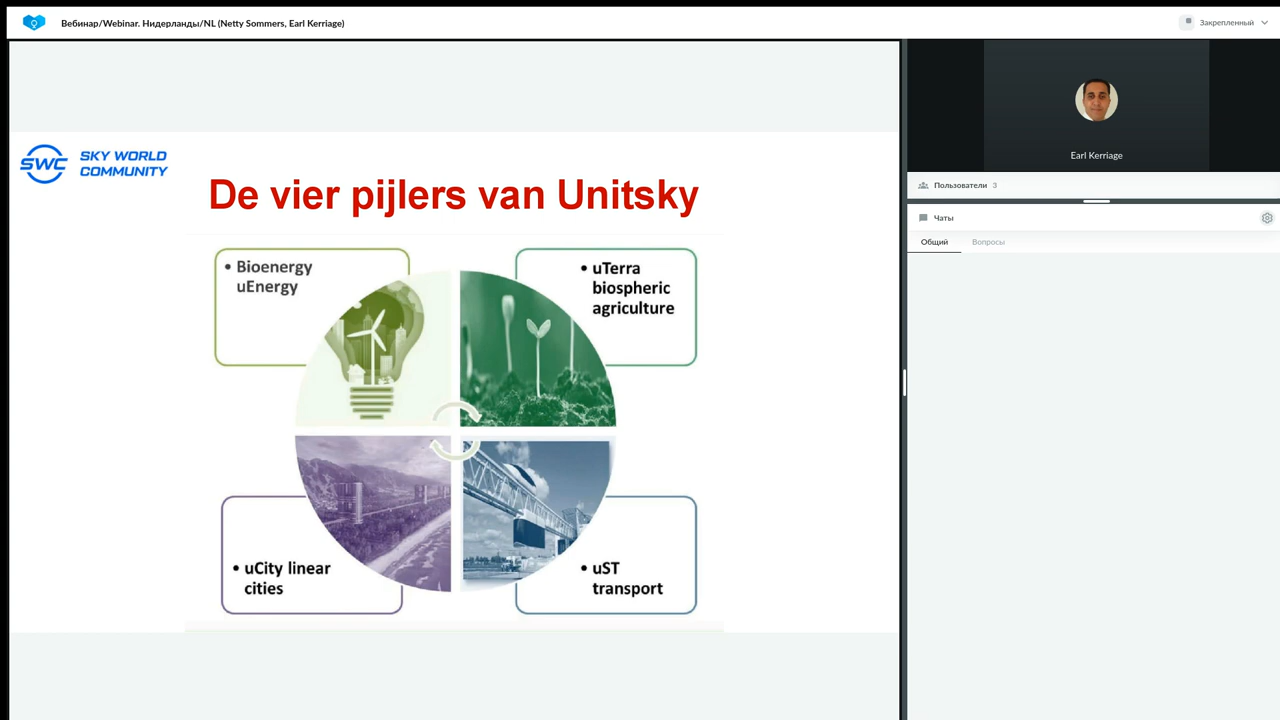 Вебинар/Webinar. Нидерланды/NL (Netty Sommers, Earl Kerriage)
Закрепленный
SWC SKY WORLD
COMMUNITY
De vier pijlers van Unitsky
• Bioenergy
uEnergy
• uTerra
biospheric
agriculture
• uCity linear
cities
• uST
transport
Earl Kerriage
Пользователи 3
Чаты
Общий Вопросы